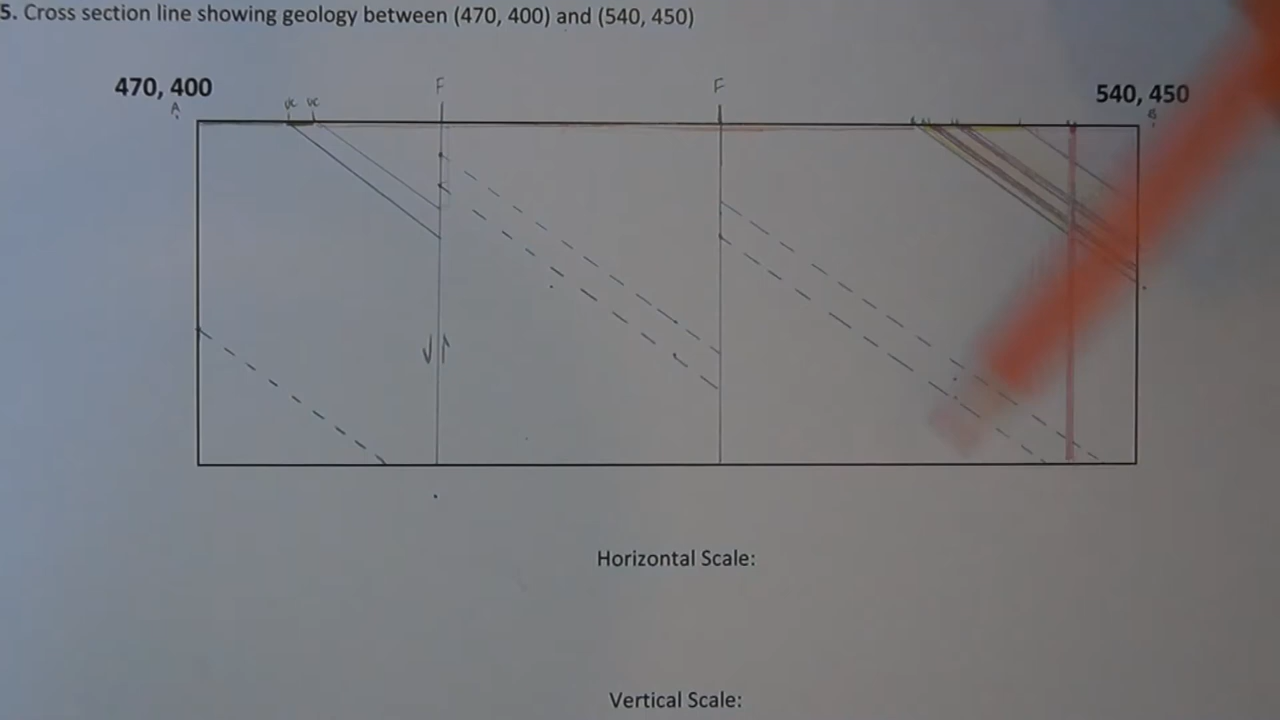 5. Cross section line showing geology between (470, 400) and (540, 450)
470, 400
A
F
F
540, 450
B
Horizontal Scale:
Vertical Scale: